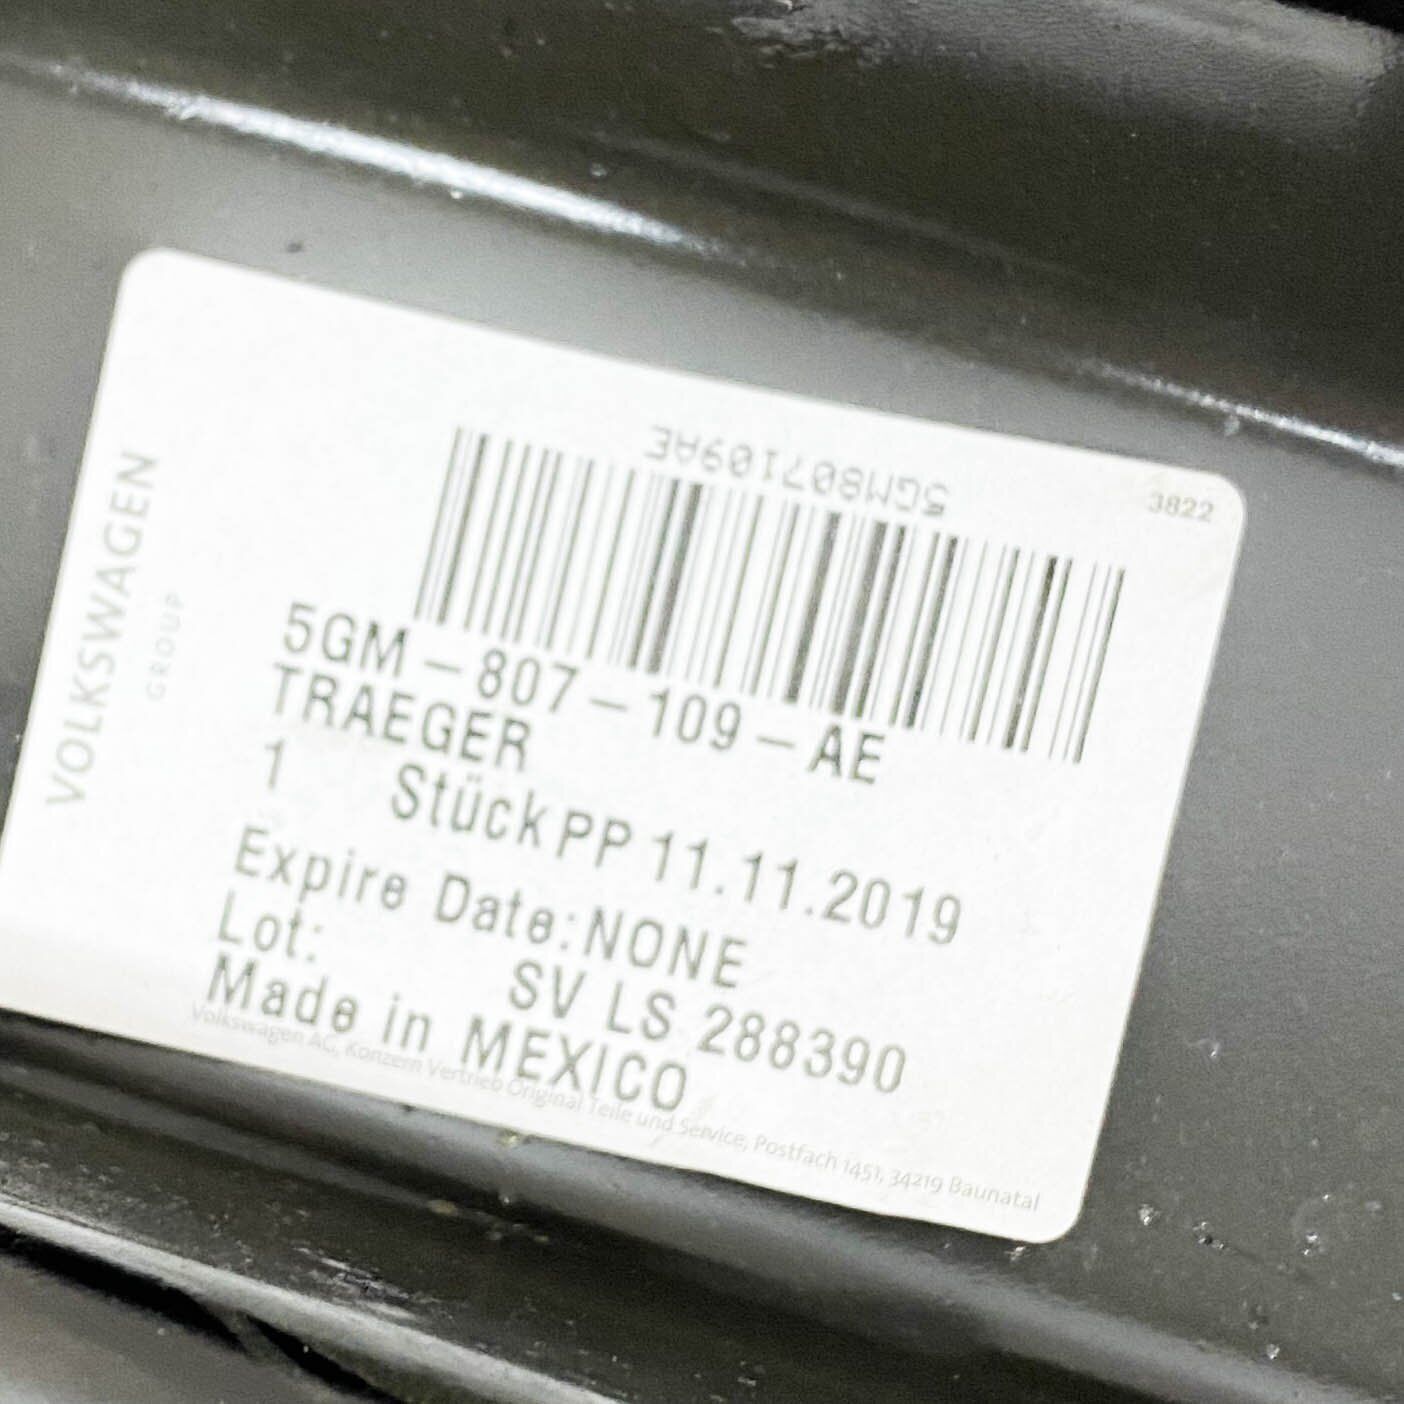 3822
5GM807109AE
VOLKSWAGEN
GROUP
5GM-807-109-AE
TRAEGER
1 Stück PP 11.11.2019
Expire Date:NONE
Lot: SV LS 288390
Made in MEXICO
Volkswagen AG, Konzern Vertrieb Original Teile und Service, Postfach 1451, 34219 Baunatal